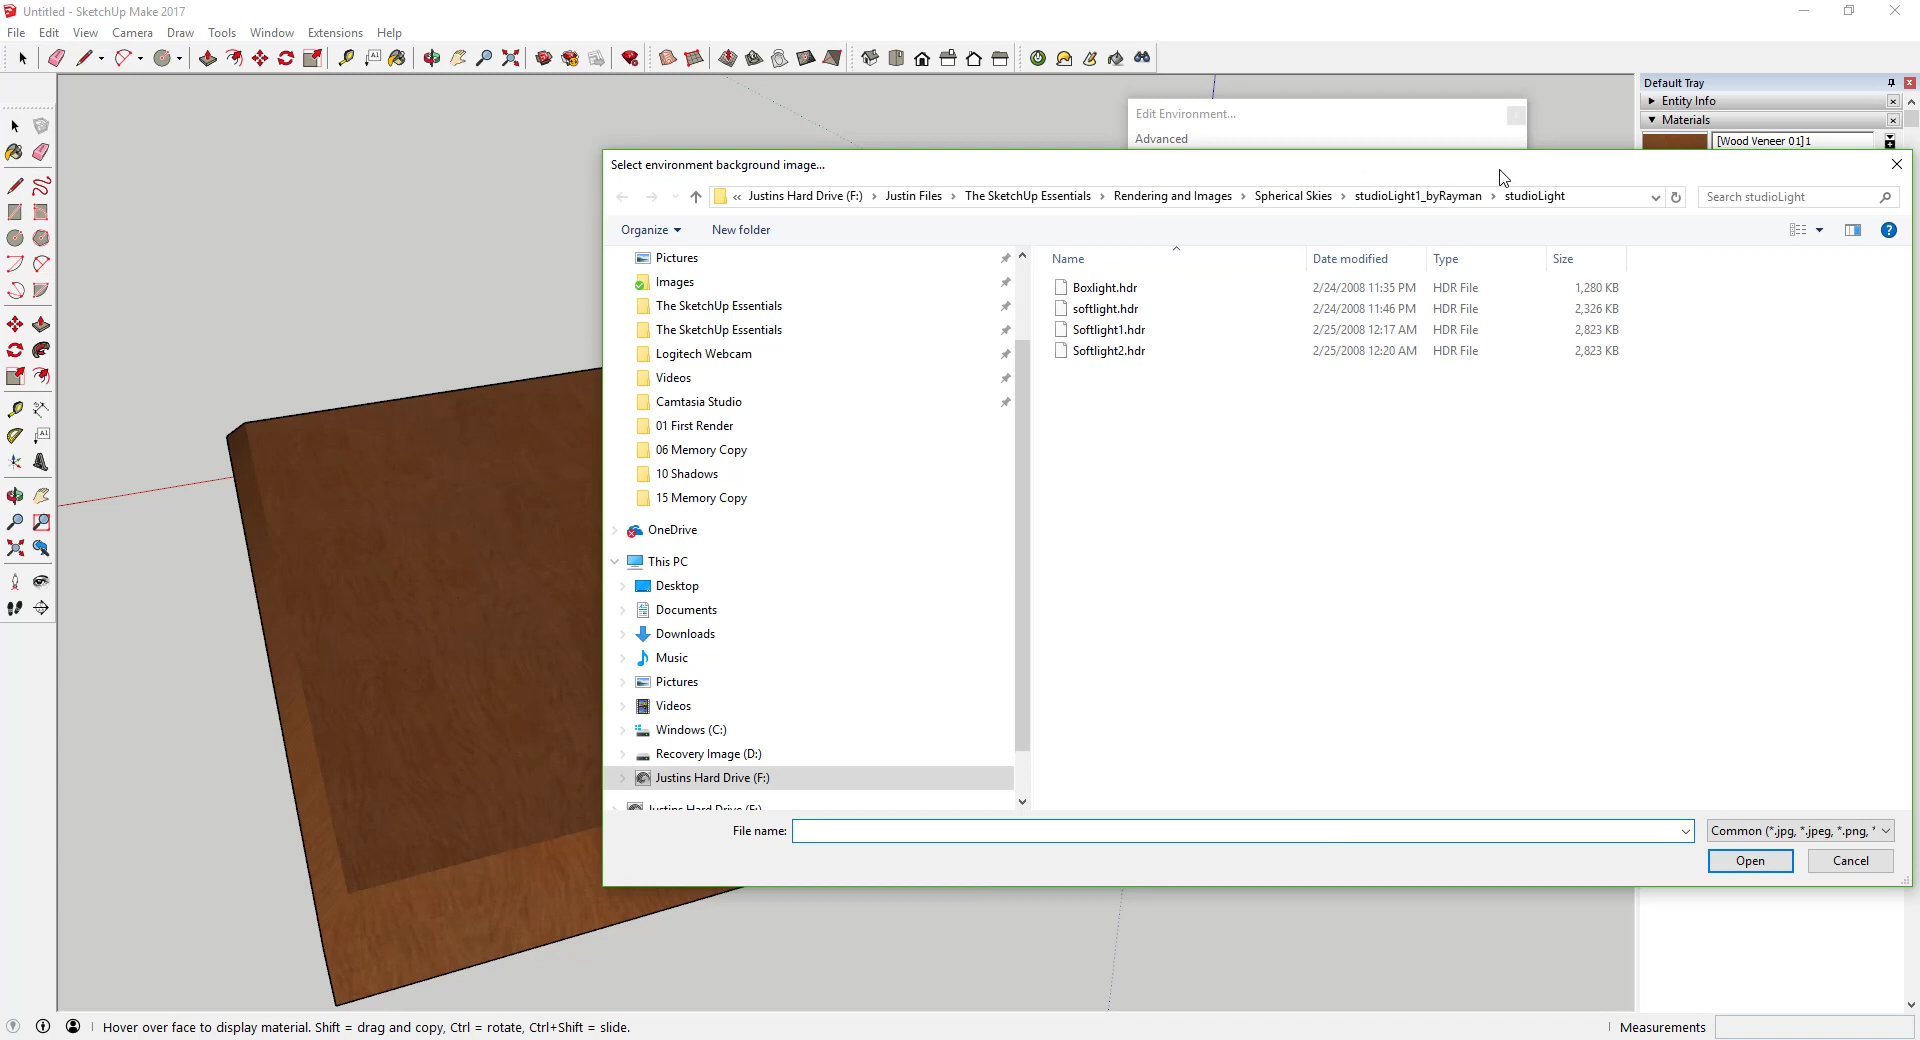 Untitled - SketchUp Make 2017
File Edit View Camera Draw Tools Window Extensions Help
Default Tray
Entity Info
Materials
[Wood Veneer 01]1
Edit Environment...
Advanced
Select environment background image...
« Justins Hard Drive (F:) › Justin Files › The SketchUp Essentials › Rendering and Images › Spherical Skies › studioLight1_byRayman › studioLight
Search studioLight
Organize New folder
Name Date modified Type Size
Boxlight.hdr 2/24/2008 11:35 PM HDR File 1,280 KB
softlight.hdr 2/24/2008 11:46 PM HDR File 2,326 KB
Softlight1.hdr 2/25/2008 12:17 AM HDR File 2,823 KB
Softlight2.hdr 2/25/2008 12:20 AM HDR File 2,823 KB
Pictures
Images
The SketchUp Essentials
The SketchUp Essentials
Logitech Webcam
Videos
Camtasia Studio
01 First Render
06 Memory Copy
10 Shadows
15 Memory Copy
OneDrive
This PC
Desktop
Documents
Downloads
Music
Pictures
Videos
Windows (C:)
Recovery Image (D:)
Justins Hard Drive (F:)
Justins Hard Drive (F:)
File name:
Common (*.jpg, *.jpeg, *.png, *
Open Cancel
Hover over face to display material. Shift = drag and copy, Ctrl = rotate, Ctrl+Shift = slide.
Measurements